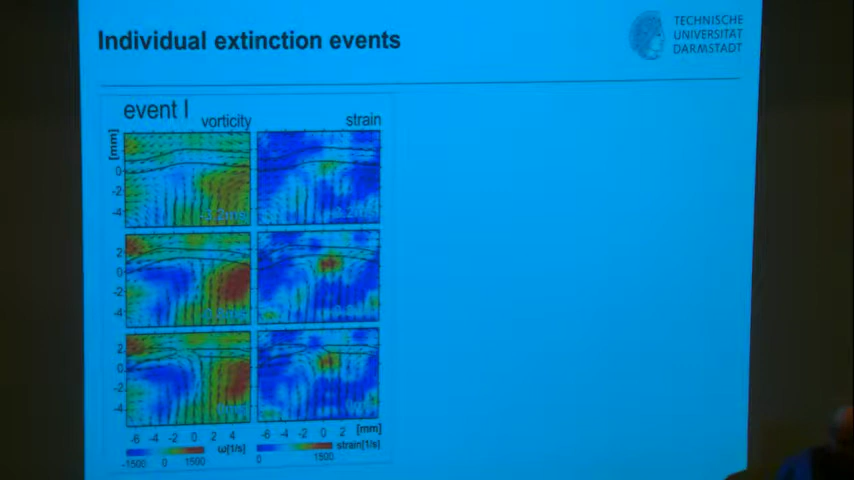 Individual extinction events
TECHNISCHE
UNIVERSITÄT
DARMSTADT
event I
vorticity
strain
[mm]
0
-2
-4
2
0
-2
-4
2
0
-2
-4
-6 -4 -2 0 2 4
-6 -4 -2 0 2 [mm]
-1500 0 1500 ω[1/s]
0 1500 strain[1/s]